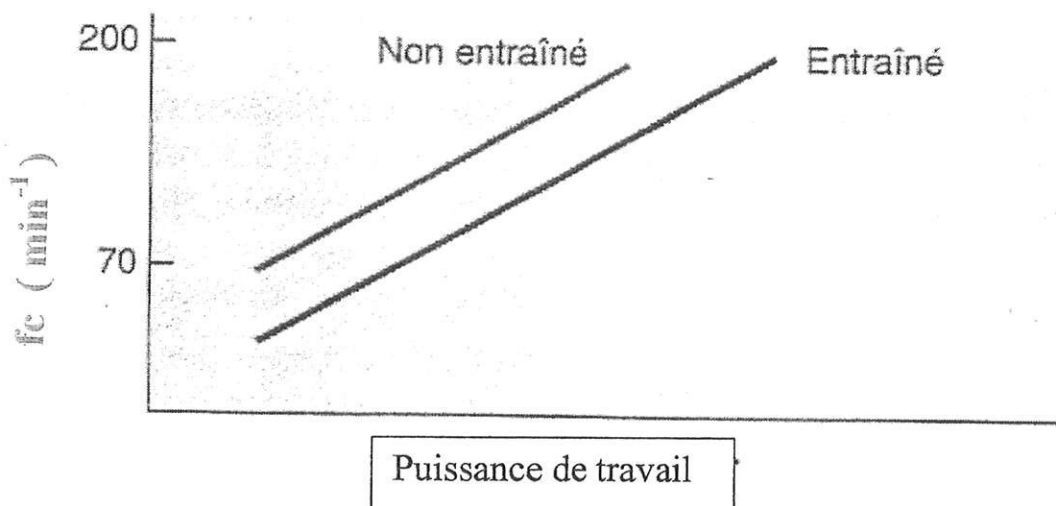 200
Non entraîné
Entraîné
70
fc ( min⁻¹ )
Puissance de travail